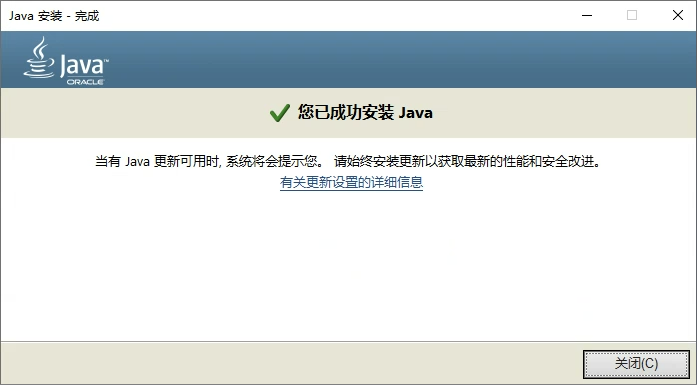 Java 安装 - 完成
Java™
ORACLE
您已成功安装 Java
当有 Java 更新可用时, 系统将会提示您。 请始终安装更新以获取最新的性能和安全改进。
有关更新设置的详细信息
关闭(C)